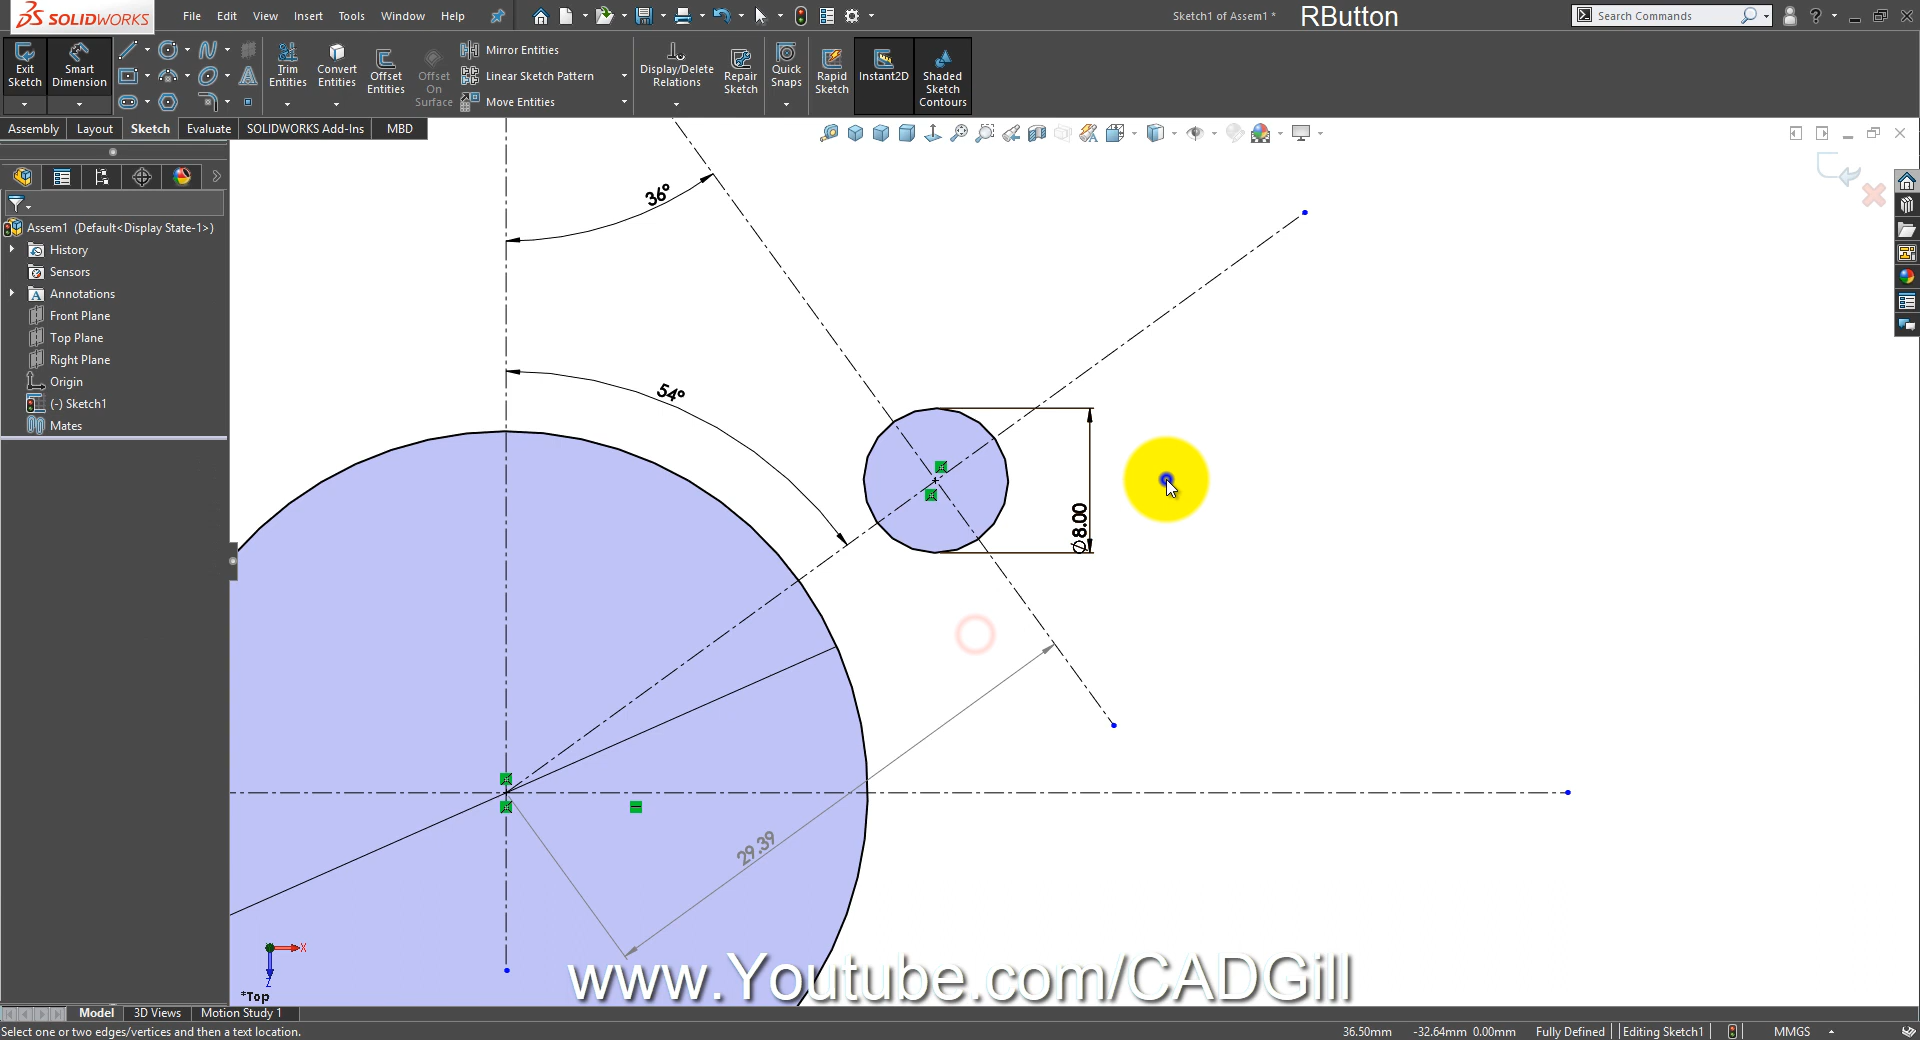 SOLIDWORKS File Edit View Insert Tools Window Help Sketch1 of Assem1 * RButton Search Commands ?
Exit Sketch
Smart Dimension
Trim Entities
Convert Entities
Offset Entities
Offset On Surface
Mirror Entities
Linear Sketch Pattern
Move Entities
Display/Delete Relations
Repair Sketch
Quick Snaps
Rapid Sketch
Instant2D
Shaded Sketch Contours
Assembly Layout Sketch Evaluate SOLIDWORKS Add-Ins MBD
Assem1 (Default<Display State-1>)
History
Sensors
Annotations
Front Plane
Top Plane
Right Plane
Origin
(-) Sketch1
Mates
36°
54°
⌀8.00
29.39
X
Z
*Top
www.Youtube.com/CADGill
Model 3D Views Motion Study 1
Select one or two edges/vertices and then a text location. 36.50mm -32.64mm 0.00mm Fully Defined Editing Sketch1 MMGS